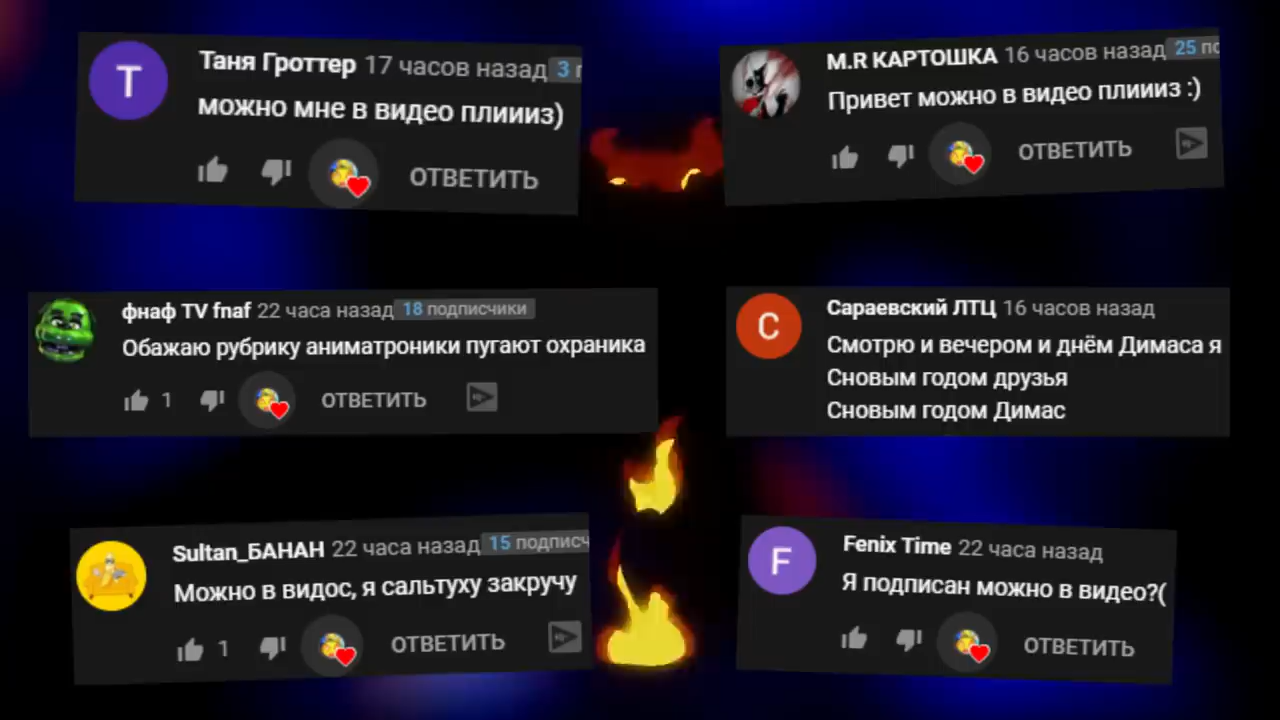 Таня Гроттер 17 часов назад 3
можно мне в видео плиииз)
ОТВЕТИТЬ
M.R КАРТОШКА 16 часов назад 25
Привет можно в видео плиииз :)
ОТВЕТИТЬ
фнаф TV fnaf 22 часа назад 18 подписчики
Обажаю рубрику аниматроники пугают охраника
1 ОТВЕТИТЬ
Сараевский ЛТЦ 16 часов назад
Смотрю и вечером и днём Димаса я
Сновым годом друзья
Сновым годом Димас
Sultan_БАНАН 22 часа назад 15 подписч
Можно в видос, я сальтуху закручу
1 ОТВЕТИТЬ
Fenix Time 22 часа назад
Я подписан можно в видео?(
ОТВЕТИТЬ
T
C
F